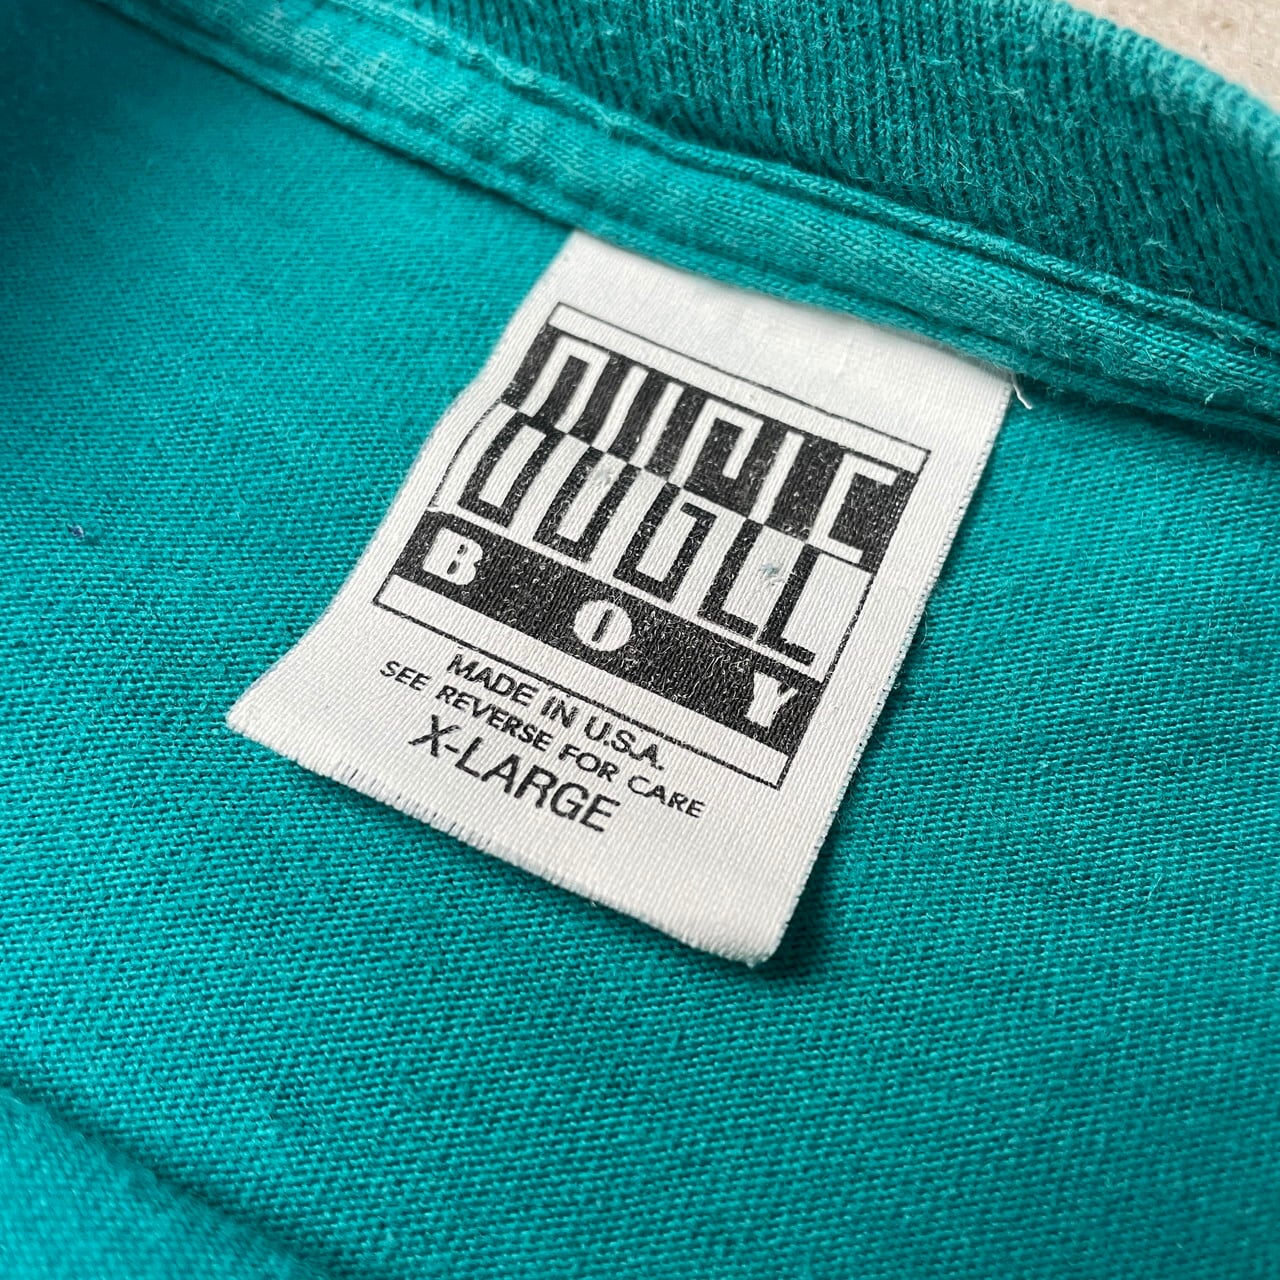 B O Y
MADE IN U.S.A.
SEE REVERSE FOR CARE
X-LARGE